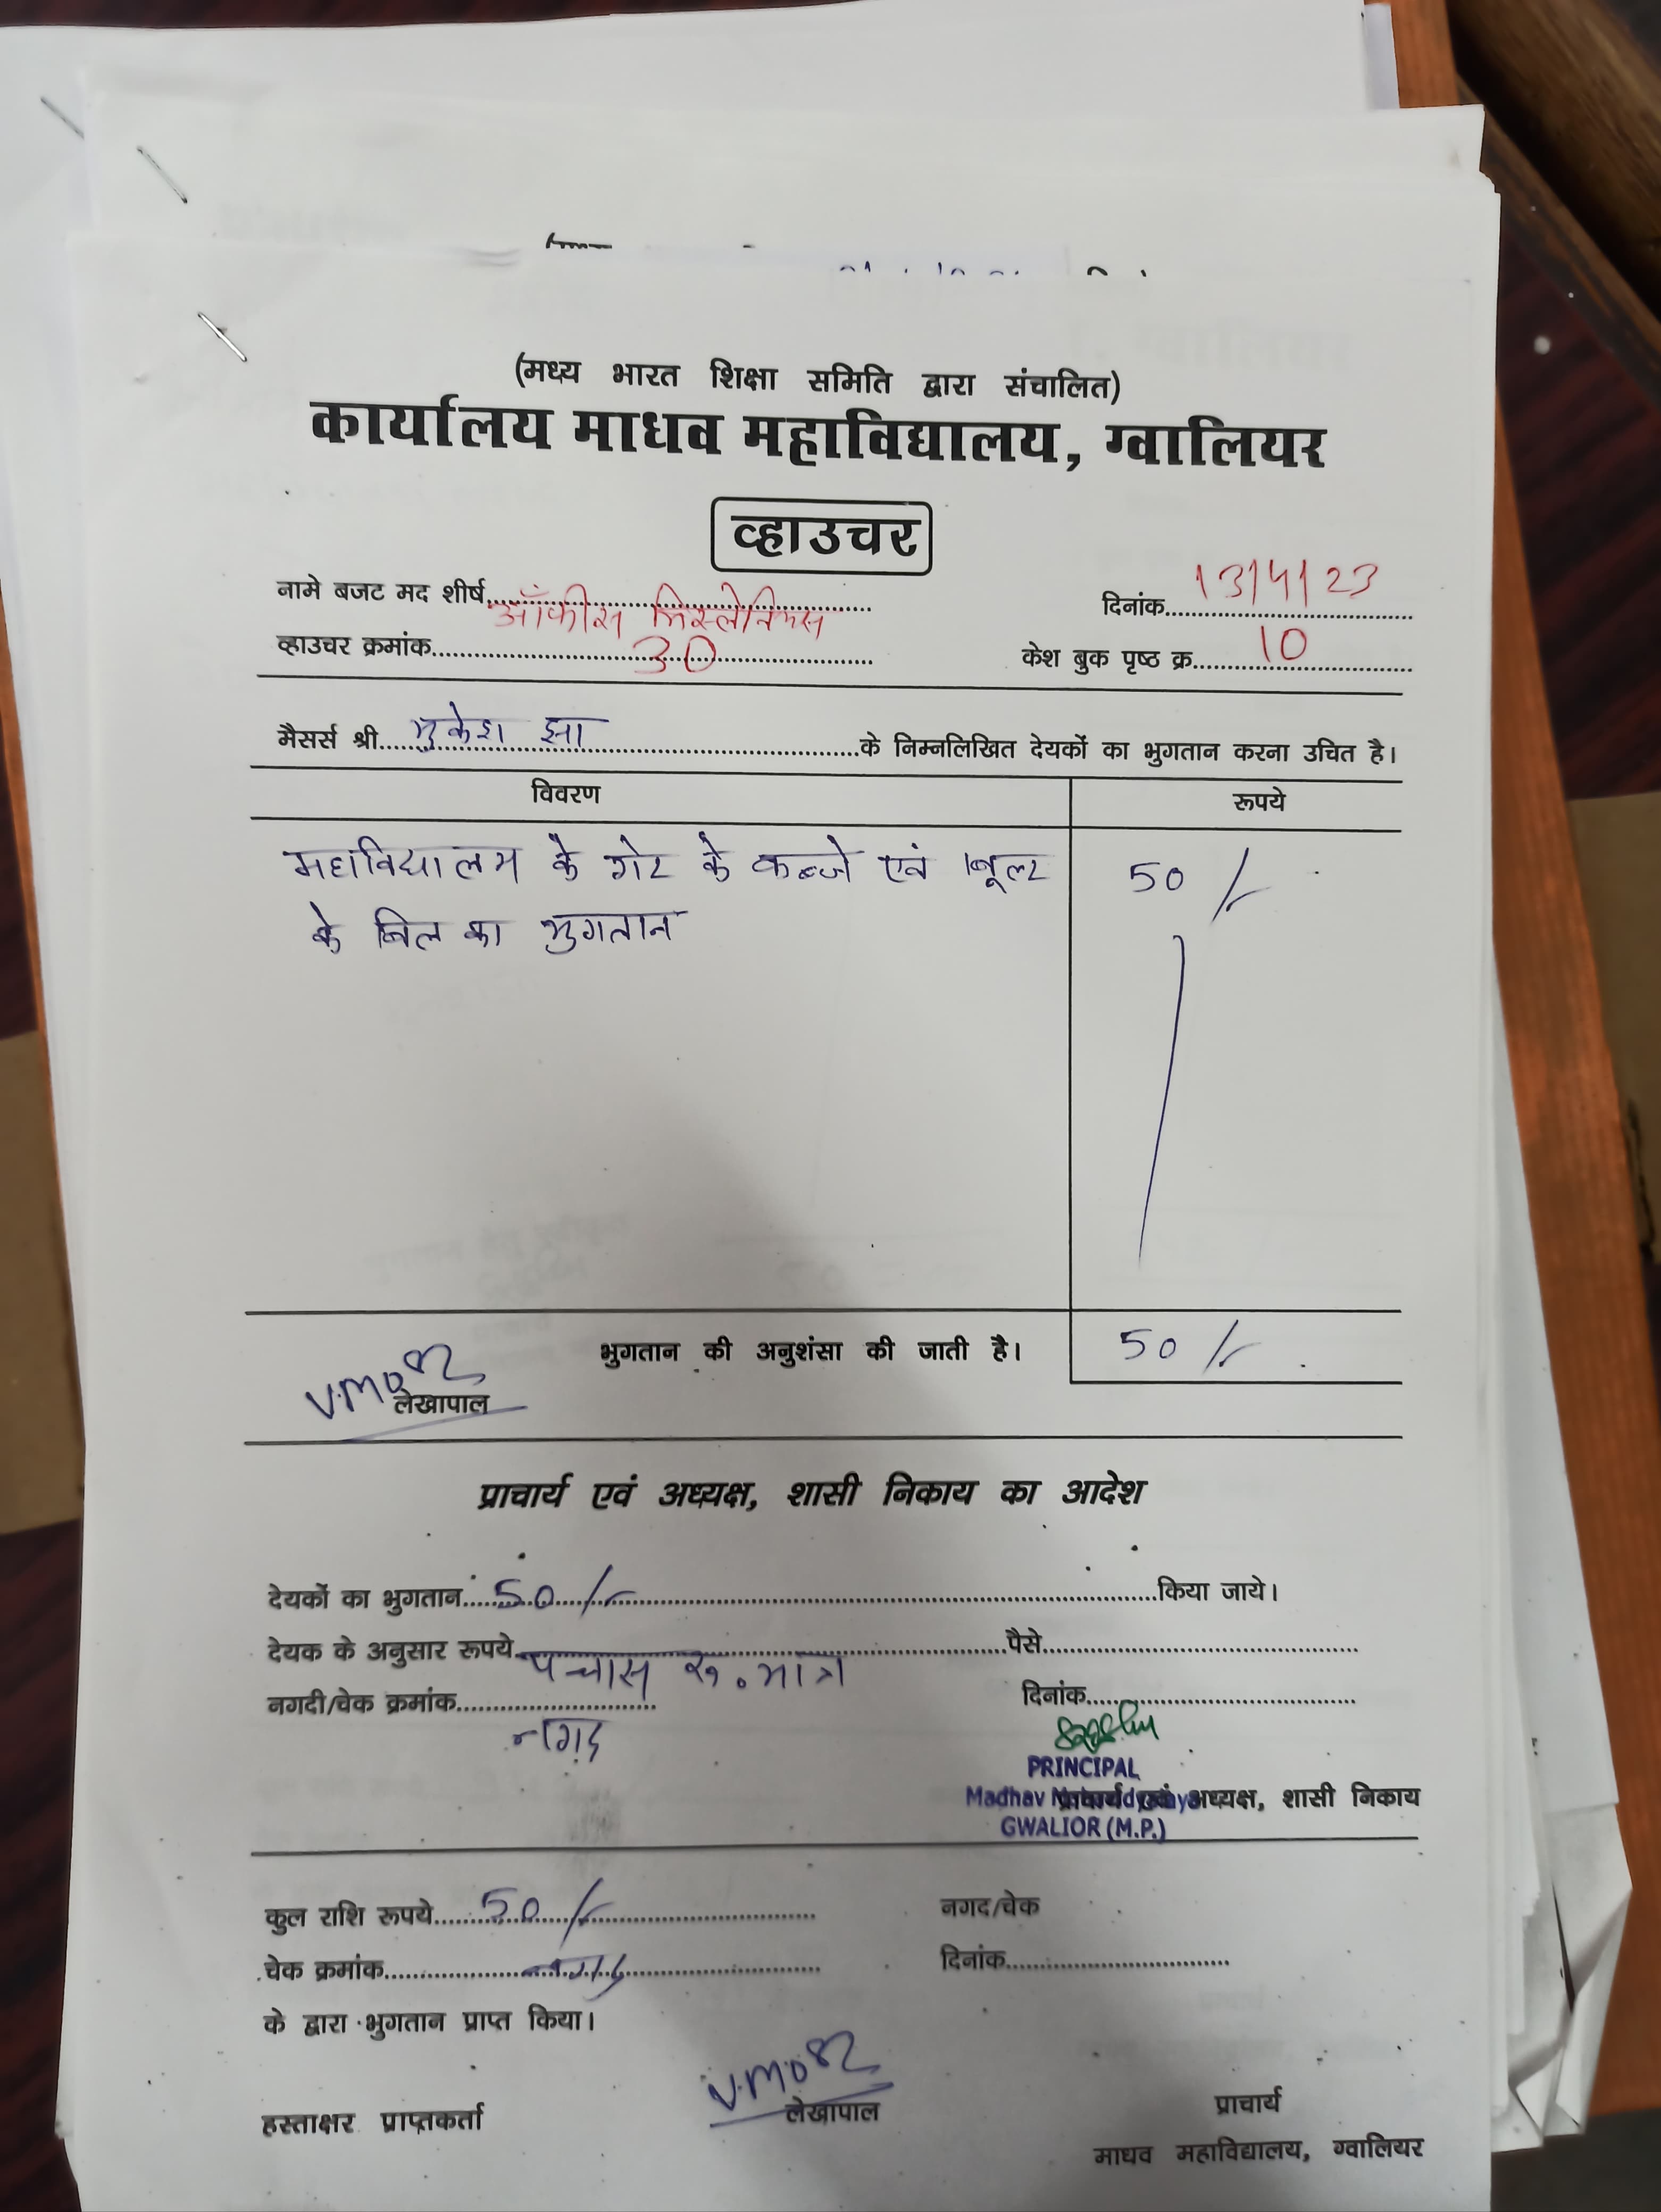 (मध्य भारत शिक्षा समिति द्वारा संचालित)
कार्यालय माधव महाविद्यालय, ग्वालियर
व्हाउचर
नामे बजट मद शीर्ष ऑफीस मिस्लेनियस दिनांक 13/4/23
व्हाउचर क्रमांक 30 केश बुक पृष्ठ क्र. 10
मैसर्स श्री मुकेश झा के निम्नलिखित देयकों का भुगतान करना उचित है।
विवरण रूपये
महाविद्यालय के गेट के कब्जे एवं 50/-
के बिल का भुगतान
भुगतान की अनुशंसा की जाती है। 50/-
लेखापाल
प्राचार्य एवं अध्यक्ष, शासी निकाय का आदेश
देयकों का भुगतान 50/- किया जाये।
देयक के अनुसार रूपये पचास रु. मात्र पैसे
नगदी/चेक क्रमांक नगद दिनांक
PRINCIPAL
Madhav Mahavidyalaya
प्राचार्य एवं अध्यक्ष, शासी निकाय
GWALIOR (M.P.)
कुल राशि रूपये 50/- नगद/चेक
चेक क्रमांक नगद दिनांक
के द्वारा भुगतान प्राप्त किया।
हस्ताक्षर प्राप्तकर्ता लेखापाल प्राचार्य
माधव महाविद्यालय, ग्वालियर